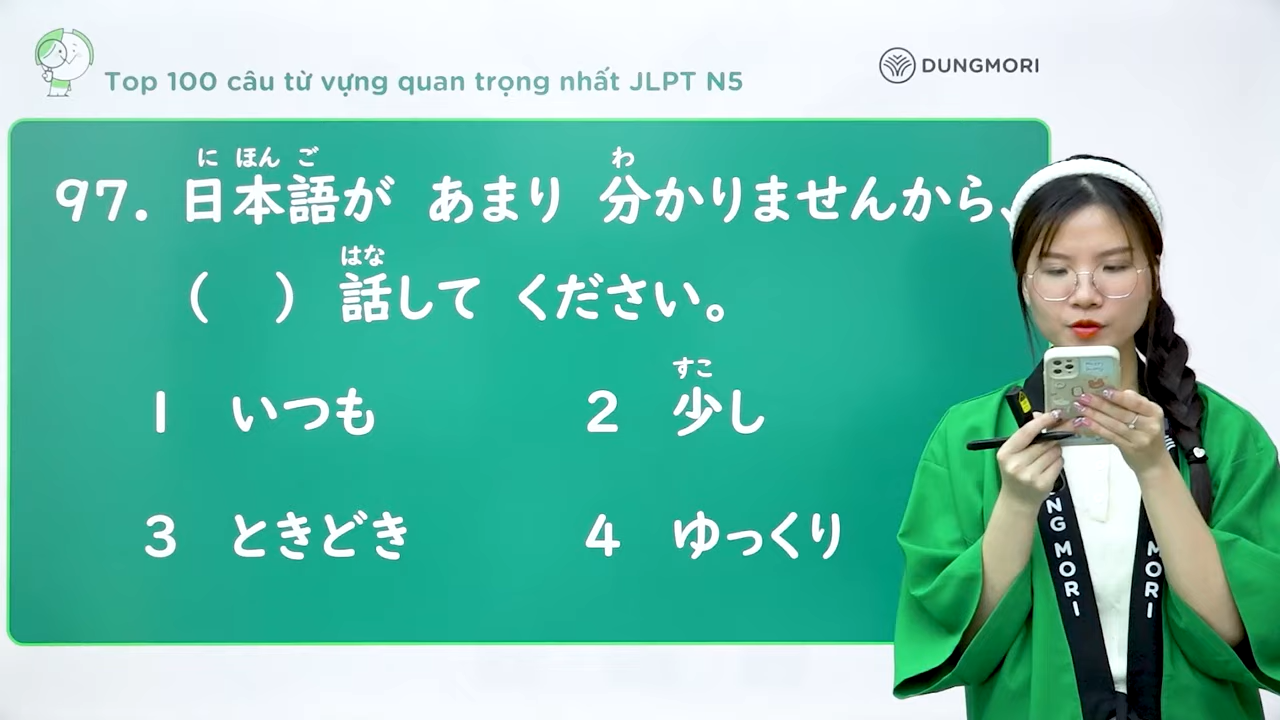 Top 100 câu từ vựng quan trọng nhất JLPT N5
DUNGMORI
に ほん ご わ
97. 日本語が あまり 分かりませんから、
はな
( ) 話して ください。
すこ
1 いつも 2 少し
3 ときどき 4 ゆっくり
NG MORI
MORI